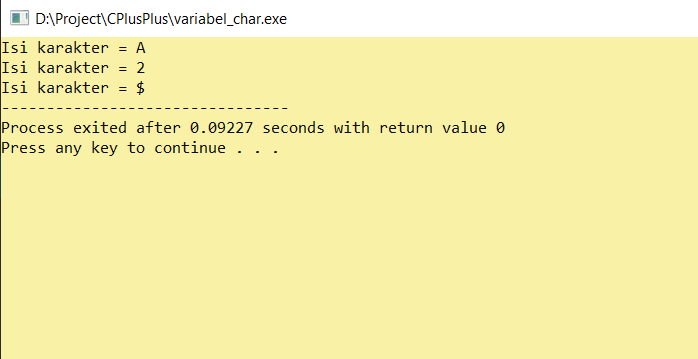 D:\Project\CPlusPlus\variabel_char.exe
Isi karakter = A
Isi karakter = 2
Isi karakter = $
--------------------------------
Process exited after 0.09227 seconds with return value 0
Press any key to continue . . .